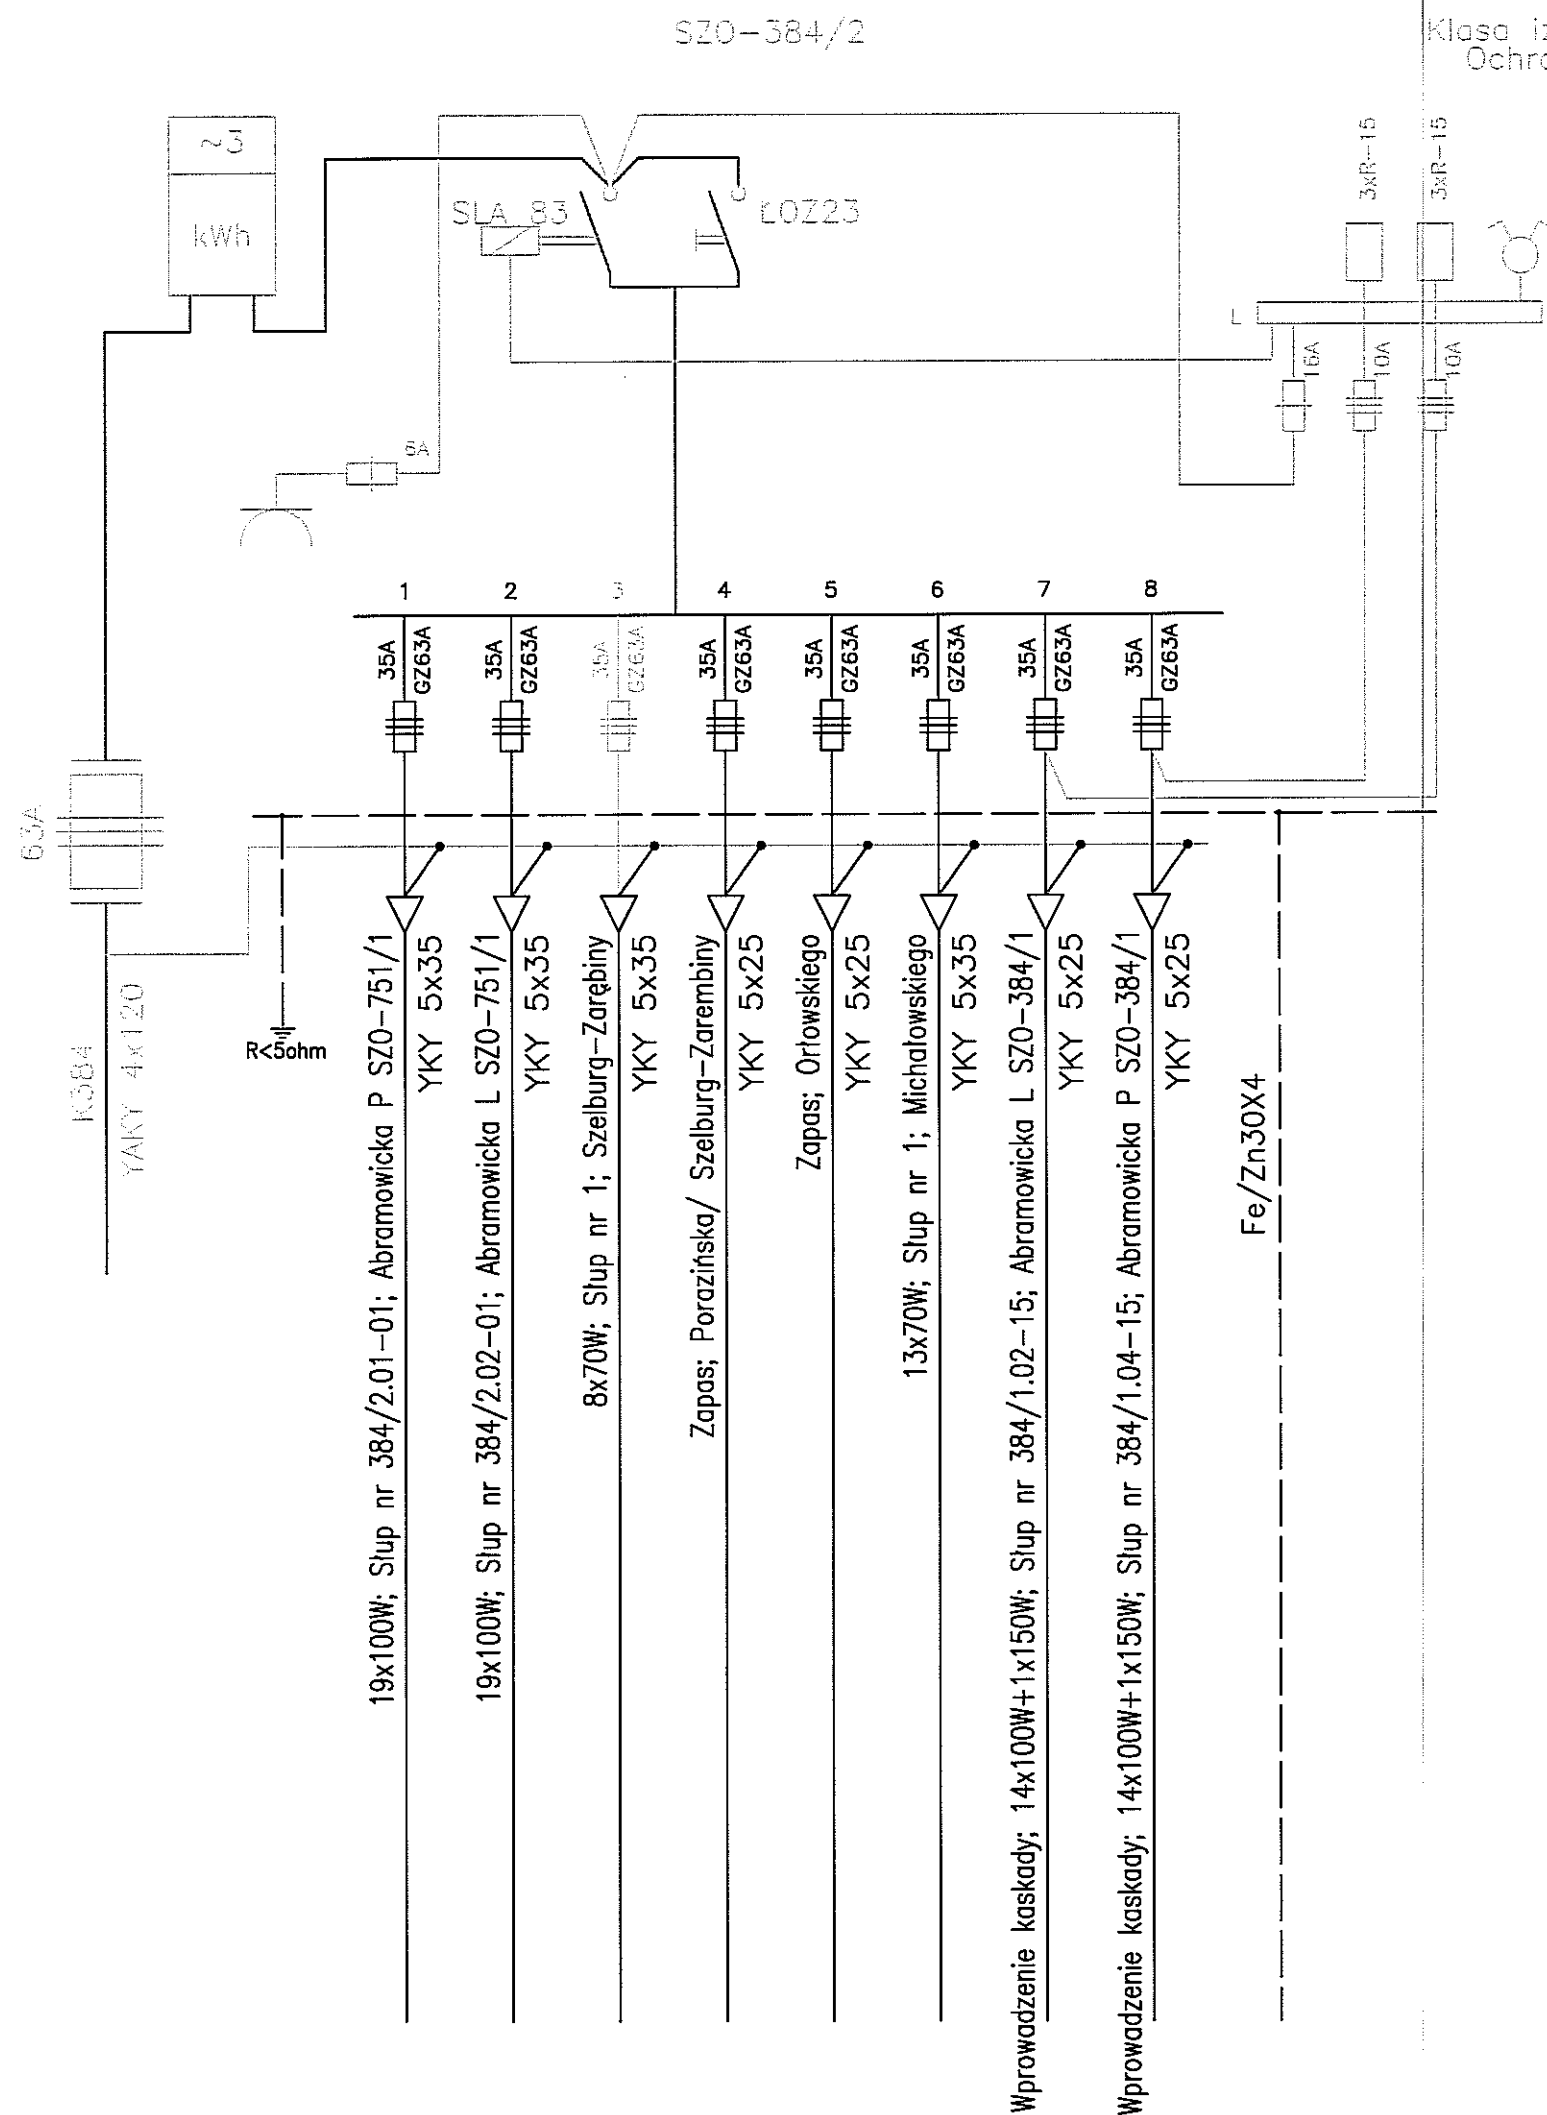 SZO-384/2
Klasa iz
Ochro
~3
kWh
SLA 83
ŁOZ23
3xR-15
3xR-15
L
16A
10A
10A
6A
1
2
3
4
5
6
7
8
35A
GZ63A
35A
GZ63A
35A
GZ63A
35A
GZ63A
35A
GZ63A
35A
GZ63A
35A
GZ63A
35A
GZ63A
63A
K384
YAKY 4x120
R<5ohm
19x100W; Słup nr 384/2.01-01; Abramowicka P SZO-751/1
YKY 5x35
19x100W; Słup nr 384/2.02-01; Abramowicka L SZO-751/1
YKY 5x35
8x70W; Słup nr 1; Szelburg-Zarębiny
YKY 5x35
Zapas; Porazińska/ Szelburg-Zarembiny
YKY 5x25
Zapas; Orłowskiego
YKY 5x25
13x70W; Słup nr 1; Michałowskiego
YKY 5x35
Wprowadzenie kaskady; 14x100W+1x150W; Słup nr 384/1.02-15; Abramowicka L SZO-384/1
YKY 5x25
Wprowadzenie kaskady; 14x100W+1x150W; Słup nr 384/1.04-15; Abramowicka P SZO-384/1
YKY 5x25
Fe/Zn30X4